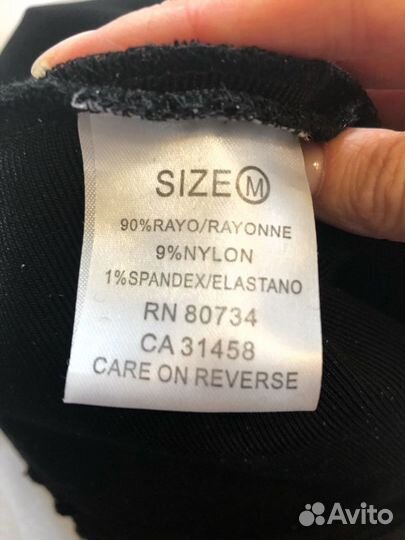 SIZE Ⓜ
90%RAYO/RAYONNE
9%NYLON
1%SPANDEX/ELASTANO
RN 80734
CA 31458
CARE ON REVERSE
Avito